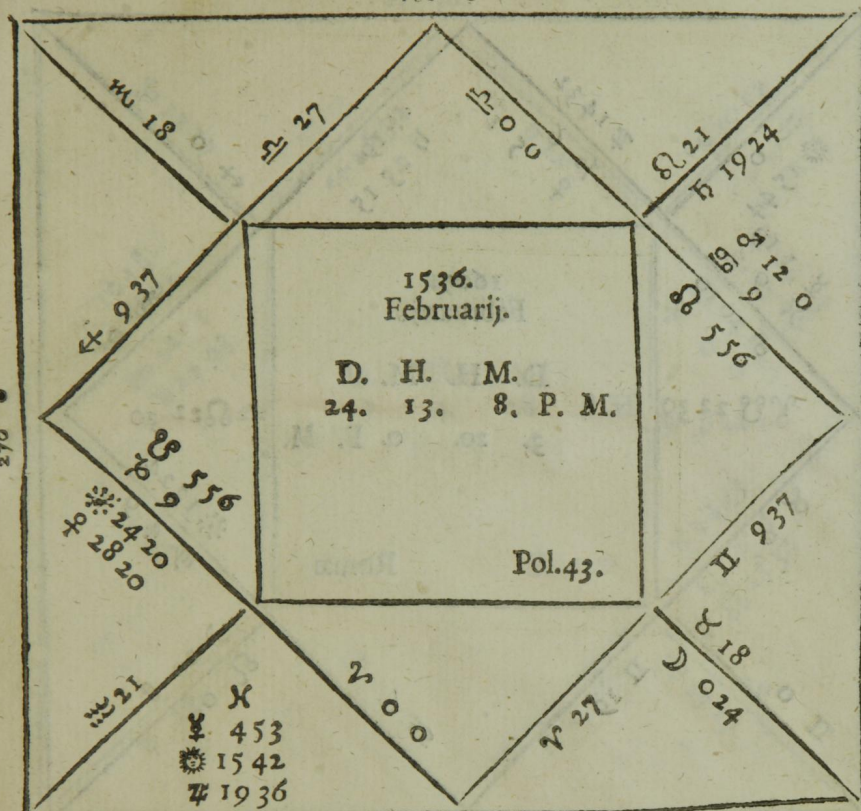 ♏ 18
♎ 27
♍ 0 0
♌ 21
♄ 19 24
♂ 12 0
♋ 9
☊ 5 56
♐ 9 37
1536.
Februarij.
D. H. M.
24. 13. 8. P. M.
Pol.43.
☋ 5 56
♑ 9
24 20
♀ 28 20
♊ 9 37
♉ 18
☽ 0 24
♒ 21
♓
☿ 4 53
☉ 15 42
♃ 19 36
0 0
♈ 27